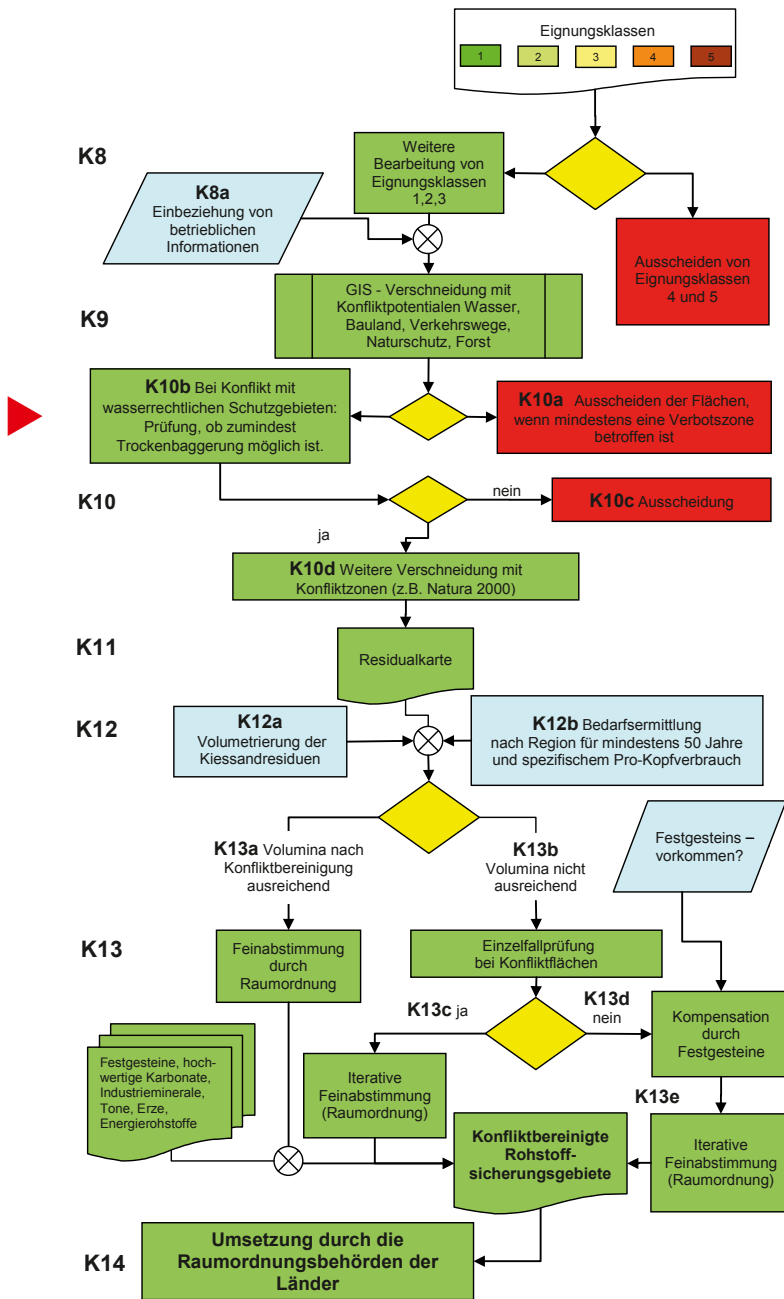 Eignungsklassen
1 2 3 4 5
K8
Weitere
Bearbeitung von
Eignungsklassen
1,2,3
K8a
Einbeziehung von
betrieblichen
Informationen
Ausscheiden von
Eignungsklassen
4 und 5
K9
GIS - Verschneidung mit
Konfliktpotentialen Wasser,
Bauland, Verkehrswege,
Naturschutz, Forst
K10b Bei Konflikt mit
wasserrechtlichen Schutzgebieten:
Prüfung, ob zumindest
Trockenbaggerung möglich ist.
K10a Ausscheiden der Flächen,
wenn mindestens eine Verbotszone
betroffen ist
K10
nein
K10c Ausscheidung
ja
K10d Weitere Verschneidung mit
Konfliktzonen (z.B. Natura 2000)
K11
Residualkarte
K12
K12a
Volumetrierung der
Kiessandresiduen
K12b Bedarfsermittlung
nach Region für mindestens 50 Jahre
und spezifischem Pro-Kopfverbrauch
K13a Volumina nach
Konfliktbereinigung
ausreichend
K13b
Volumina nicht
ausreichend
Festgesteins –
vorkommen?
K13
Feinabstimmung
durch
Raumordnung
Einzelfallprüfung
bei Konfliktflächen
K13c ja
K13d
nein
Kompensation
durch
Festgesteine
Festgesteine, hoch-
wertige Karbonate,
Industrieminerale,
Tone, Erze,
Energierohstoffe
Iterative
Feinabstimmung
(Raumordnung)
K13e
Konfliktbereinigte
Rohstoff-
sicherungsgebiete
Iterative
Feinabstimmung
(Raumordnung)
K14
Umsetzung durch die
Raumordnungsbehörden der
Länder